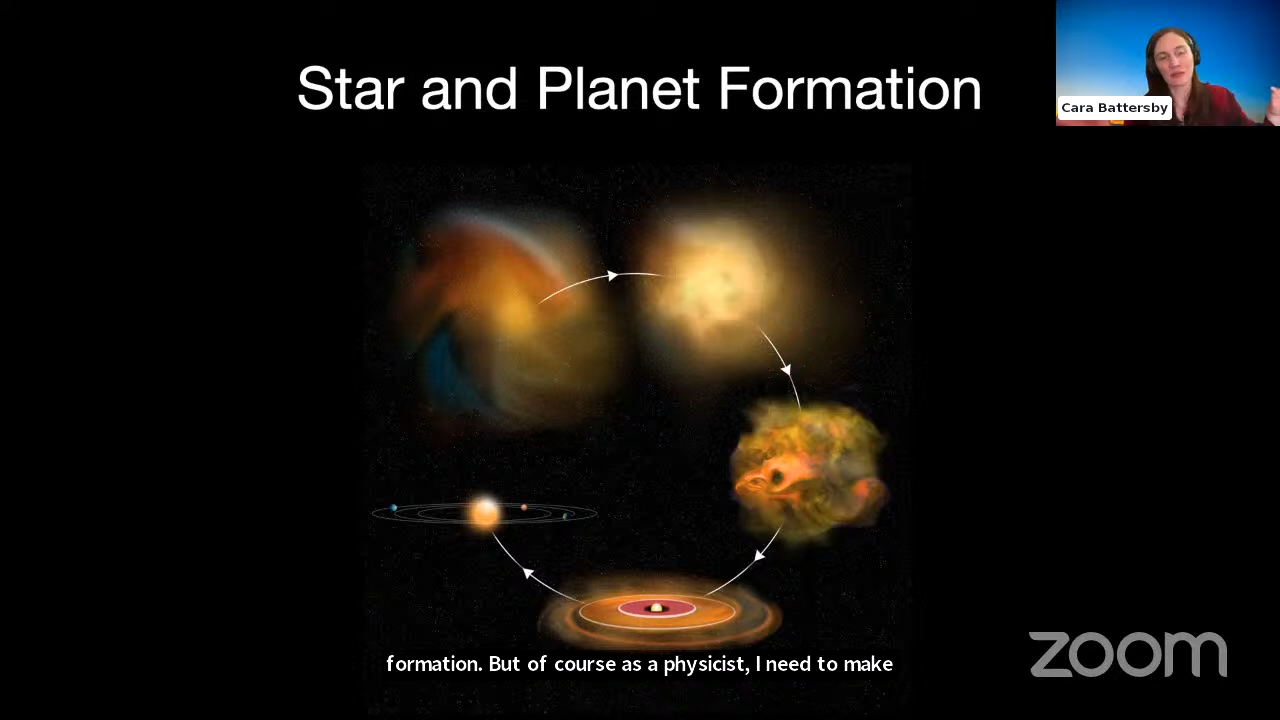 Star and Planet Formation
Cara Battersby
formation. But of course as a physicist, I need to make
zoom